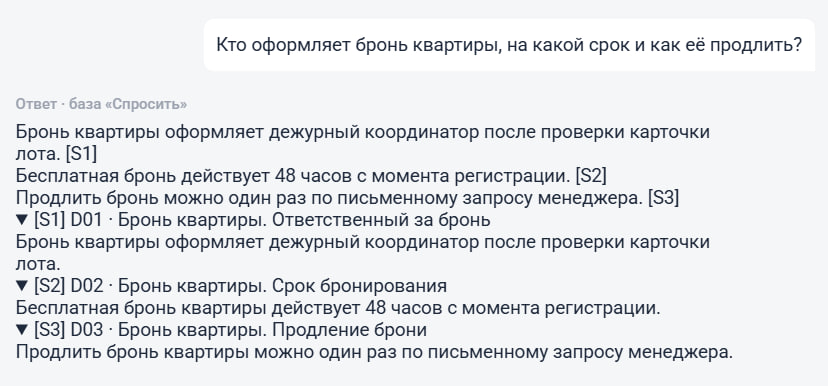 Кто оформляет бронь квартиры, на какой срок и как её продлить?
Ответ · база «Спросить»
Бронь квартиры оформляет дежурный координатор после проверки карточки
лота. [S1]
Бесплатная бронь действует 48 часов с момента регистрации. [S2]
Продлить бронь можно один раз по письменному запросу менеджера. [S3]
▼ [S1] D01 · Бронь квартиры. Ответственный за бронь
Бронь квартиры оформляет дежурный координатор после проверки карточки
лота.
▼ [S2] D02 · Бронь квартиры. Срок бронирования
Бесплатная бронь квартиры действует 48 часов с момента регистрации.
▼ [S3] D03 · Бронь квартиры. Продление брони
Продлить бронь квартиры можно один раз по письменному запросу менеджера.